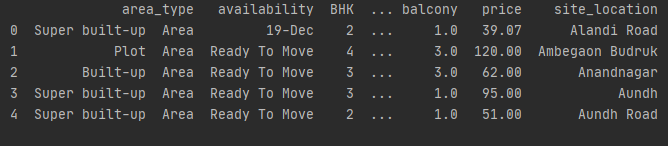 area_type availability BHK ... balcony price site_location
0 Super built-up Area 19-Dec 2 ... 1.0 39.07 Alandi Road
1 Plot Area Ready To Move 4 ... 3.0 120.00 Ambegaon Budruk
2 Built-up Area Ready To Move 3 ... 3.0 62.00 Anandnagar
3 Super built-up Area Ready To Move 3 ... 1.0 95.00 Aundh
4 Super built-up Area Ready To Move 2 ... 1.0 51.00 Aundh Road